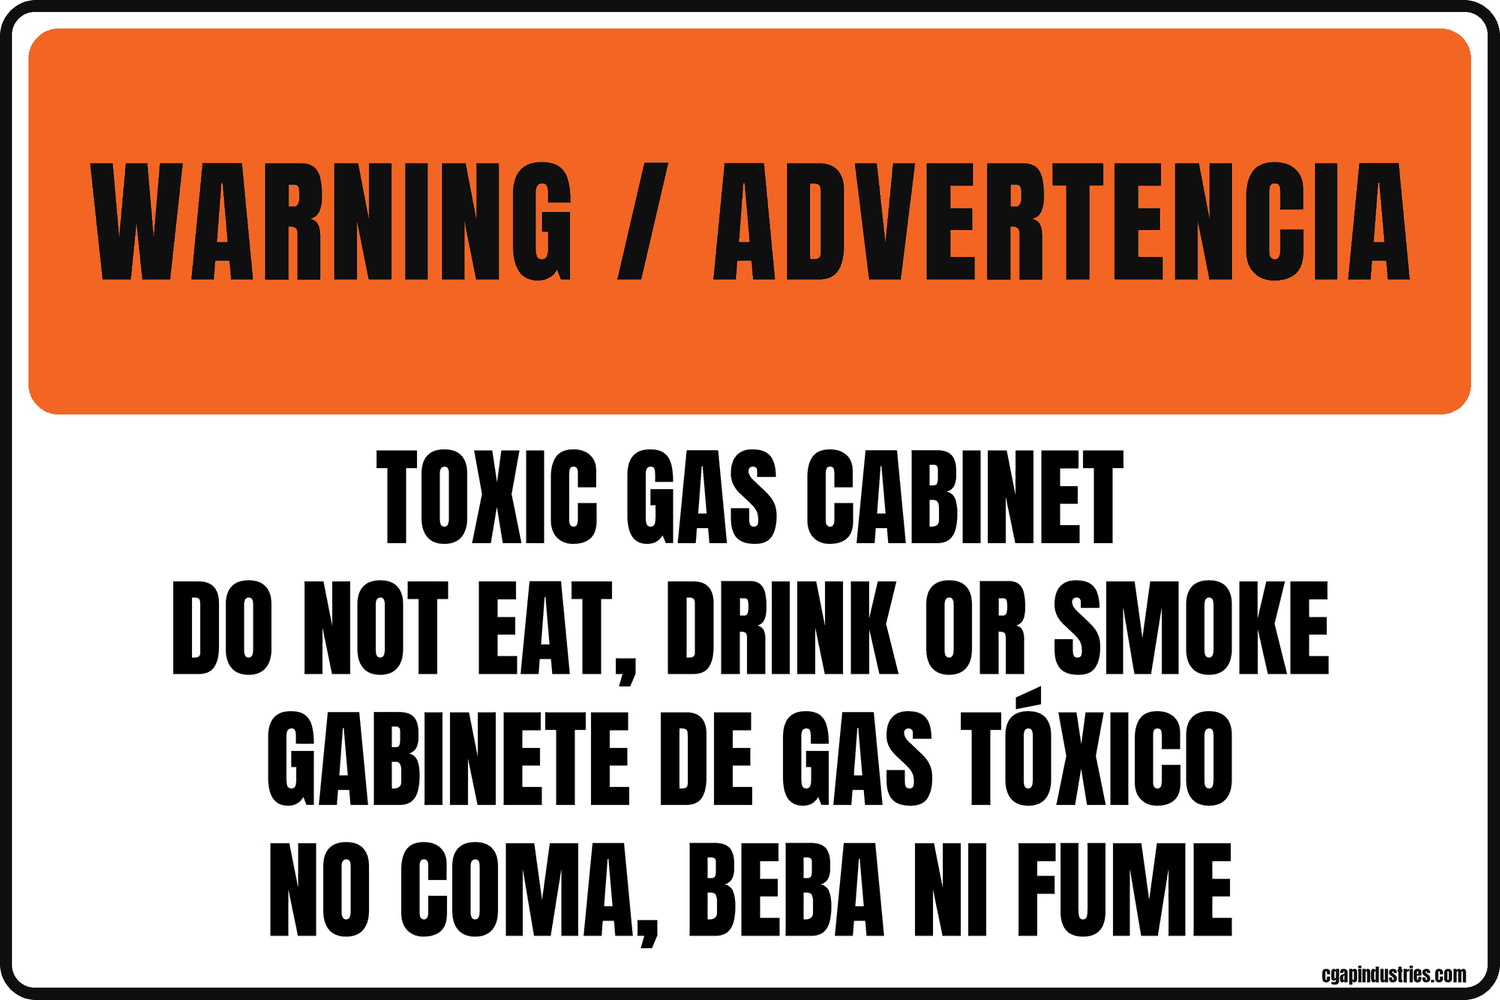 WARNING / ADVERTENCIA
TOXIC GAS CABINET
DO NOT EAT, DRINK OR SMOKE
GABINETE DE GAS TÓXICO
NO COMA, BEBA NI FUME
cgapindustries.com